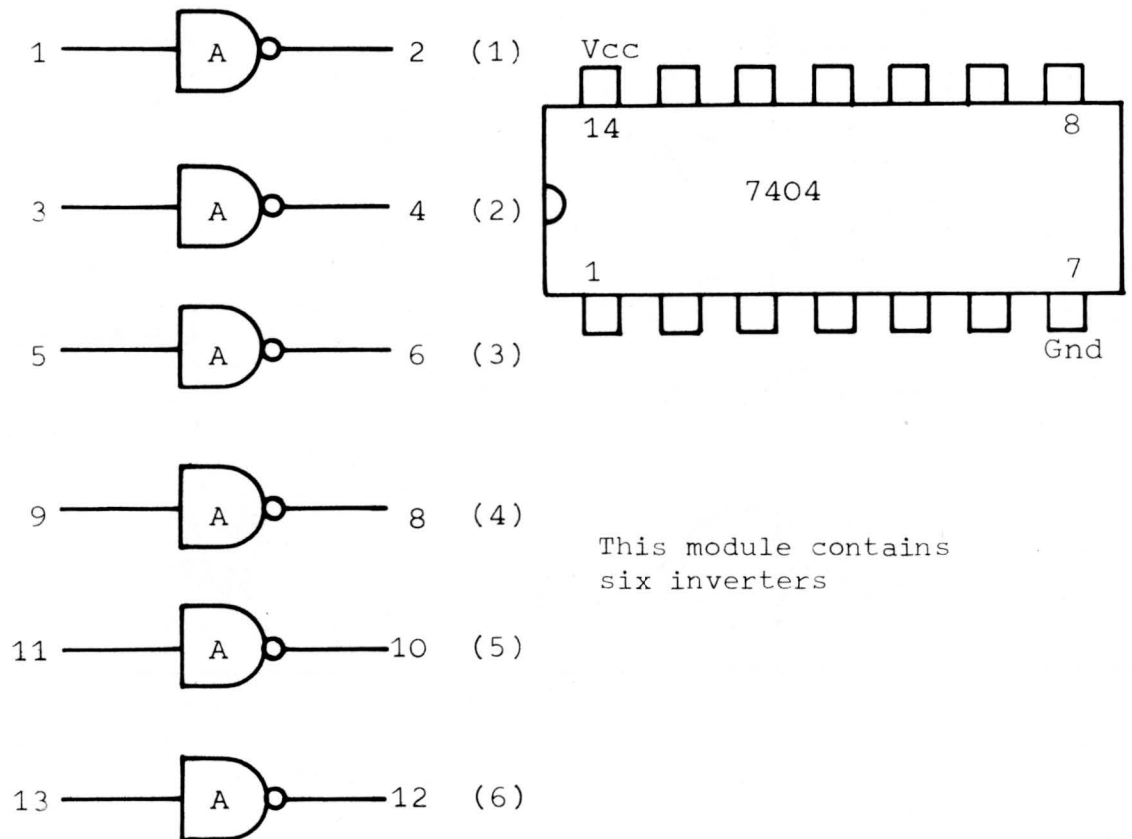 1 A 2 (1)
Vcc
14 8
3 A 4 (2)
7404
1 7
5 A 6 (3)
Gnd
9 A 8 (4)
This module contains
six inverters
11 A 10 (5)
13 A 12 (6)